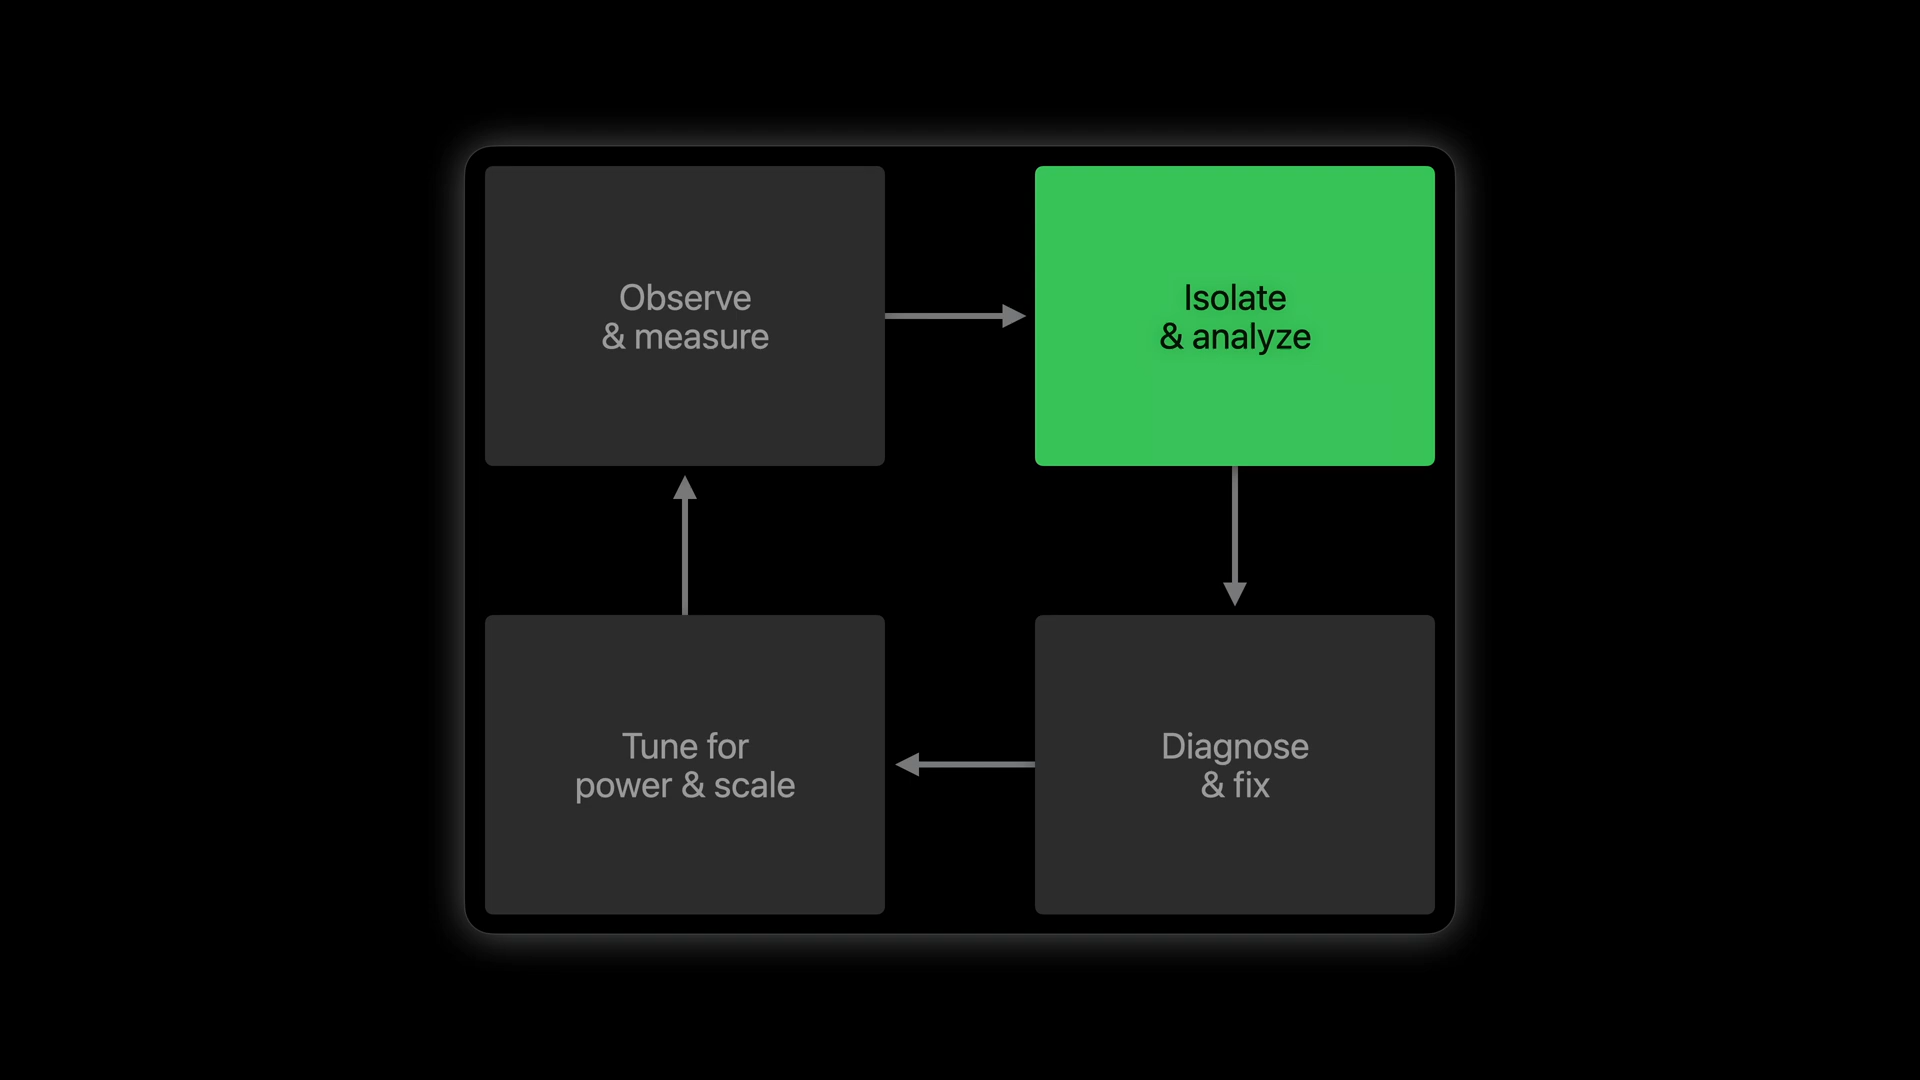 Observe
& measure
Isolate
& analyze
Tune for
power & scale
Diagnose
& fix